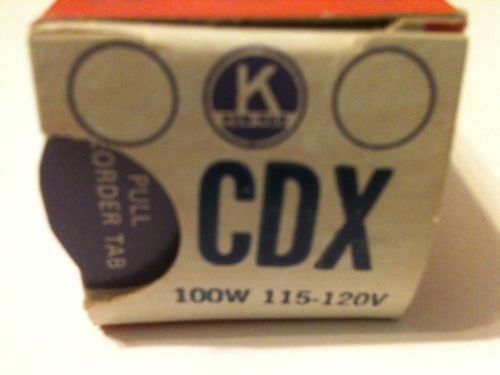 K
CDX
100W 115-120V
PULL
ORDER TAB